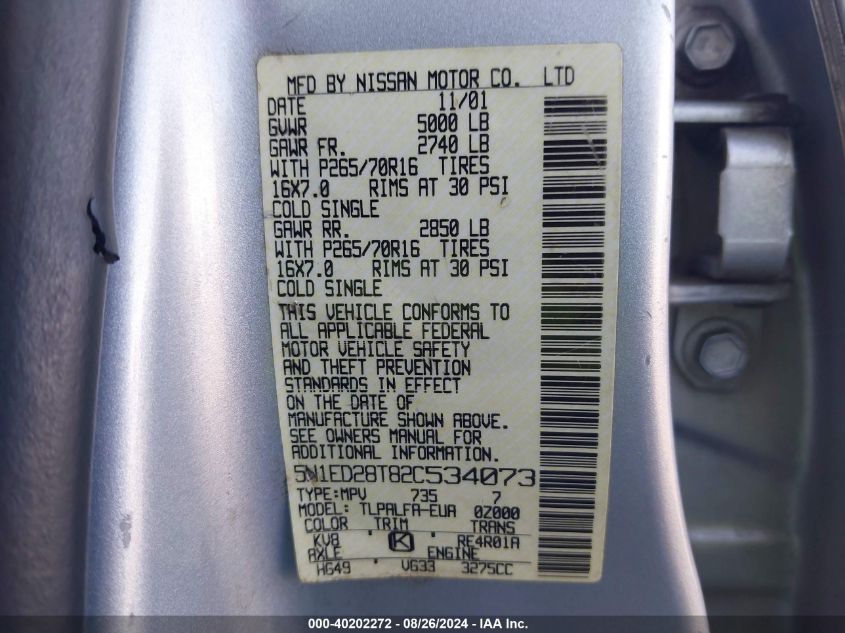 MFD BY NISSAN MOTOR CO. LTD
DATE 11/01
GVWR 5000 LB
GAWR FR. 2740 LB
WITH P265/70R16 TIRES
16X7.0 RIMS AT 30 PSI
COLD SINGLE
GAWR RR. 2850 LB
WITH P265/70R16 TIRES
16X7.0 RIMS AT 30 PSI
COLD SINGLE
THIS VEHICLE CONFORMS TO
ALL APPLICABLE FEDERAL
MOTOR VEHICLE SAFETY
AND THEFT PREVENTION
STANDARDS IN EFFECT
ON THE DATE OF
MANUFACTURE SHOWN ABOVE.
SEE OWNERS MANUAL FOR
ADDITIONAL INFORMATION.
5N1ED28T82C534073
TYPE:MPV 735 7
MODEL: TLPALFA-EUA 0Z000
COLOR TRIM TRANS
KV8 K RE4R01A
AXLE ENGINE
HG49 VG33 3275CC
000-40202272 - 08/26/2024 - IAA Inc.